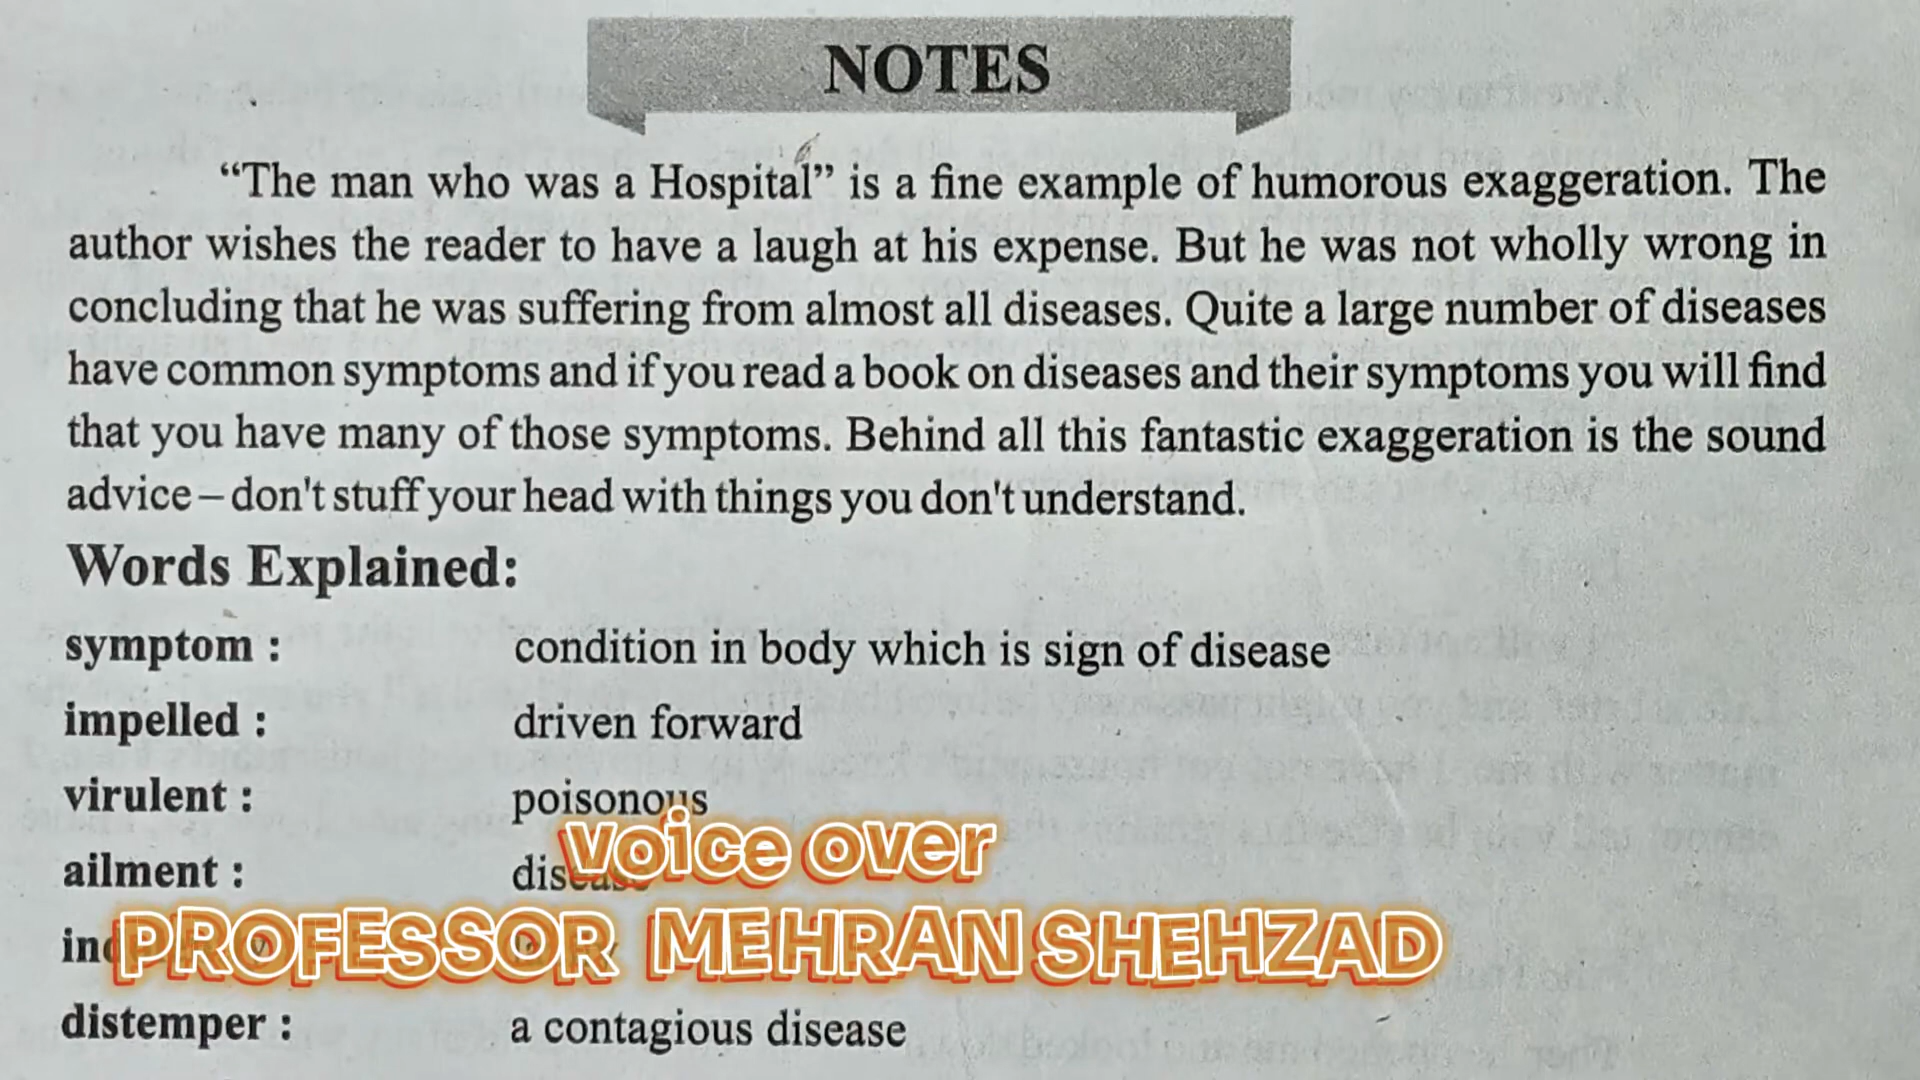 NOTES
“The man who was a Hospital” is a fine example of humorous exaggeration. The
author wishes the reader to have a laugh at his expense. But he was not wholly wrong in
concluding that he was suffering from almost all diseases. Quite a large number of diseases
have common symptoms and if you read a book on diseases and their symptoms you will find
that you have many of those symptoms. Behind all this fantastic exaggeration is the sound
advice – don't stuff your head with things you don't understand.
Words Explained:
symptom : condition in body which is sign of disease
impelled : driven forward
virulent : poisonous
voice over
ailment : disease
PROFESSOR MEHRAN SHEHZAD
distemper : a contagious disease